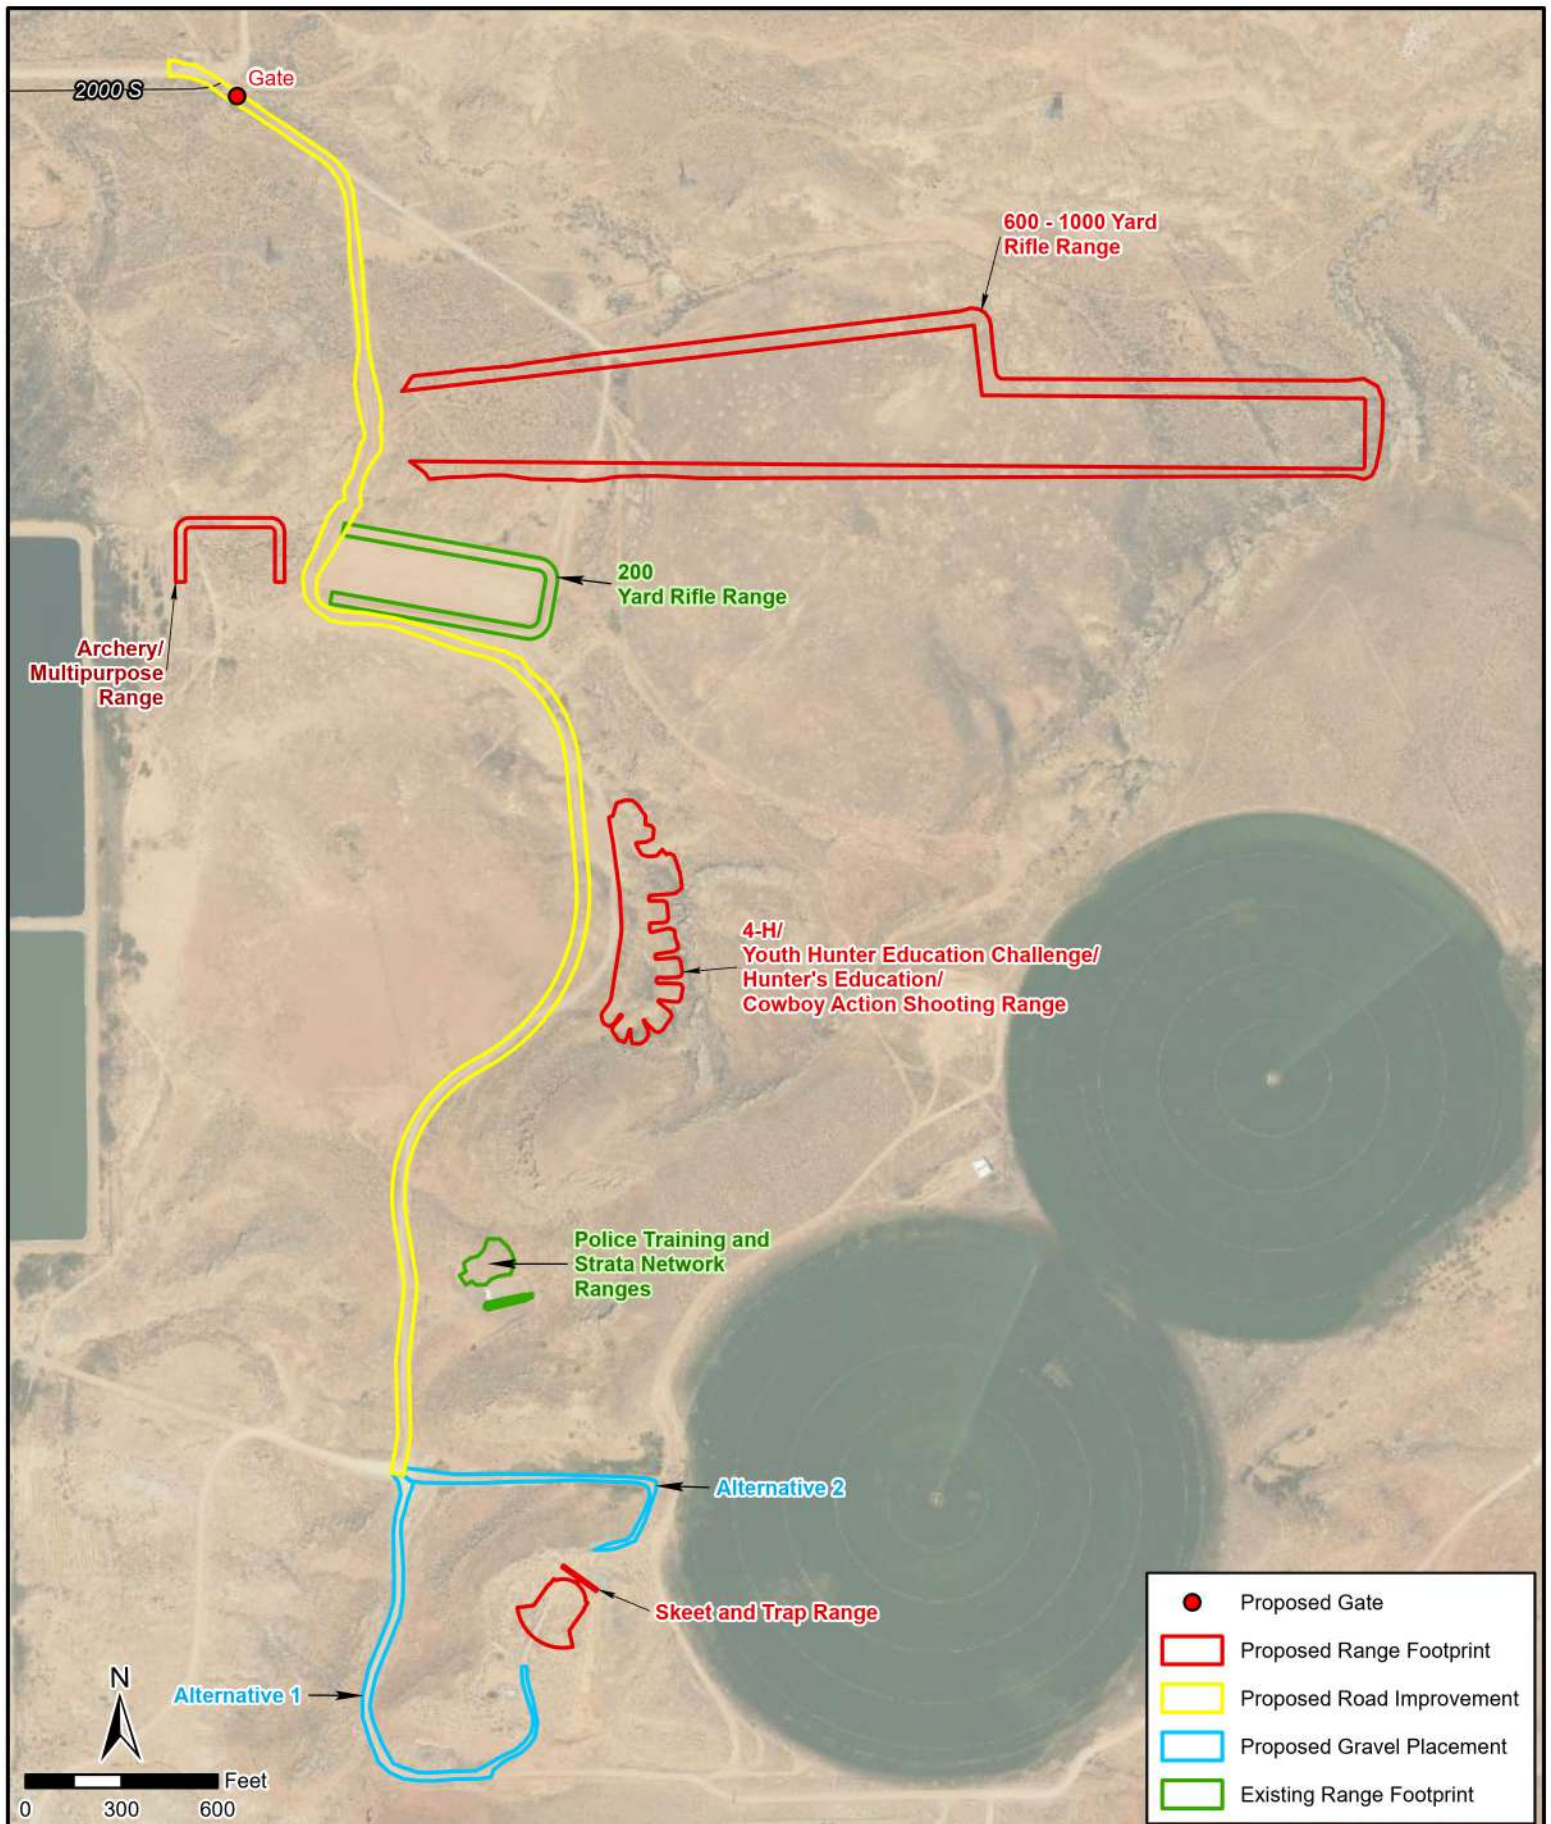 Gate
2000 S
600 - 1000 Yard
Rifle Range
200
Yard Rifle Range
Archery/
Multipurpose
Range
4-H/
Youth Hunter Education Challenge/
Hunter's Education/
Cowboy Action Shooting Range
Police Training and
Strata Network
Ranges
Alternative 2
Skeet and Trap Range
Alternative 1
N
Feet
0 300 600
Proposed Gate
Proposed Range Footprint
Proposed Road Improvement
Proposed Gravel Placement
Existing Range Footprint